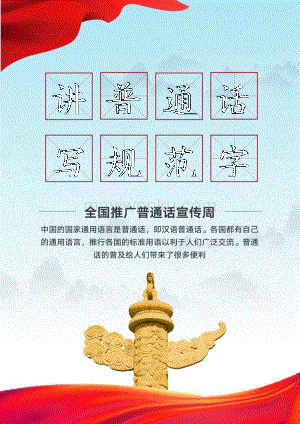 讲普通话
写规范字
全国推广普通话宣传周
中国的国家通用语言是普通话，即汉语普通话。各国都有自己
的通用语言，推行各国的标准用语以利于人们广泛交流。普通
话的普及给人们带来了很多便利